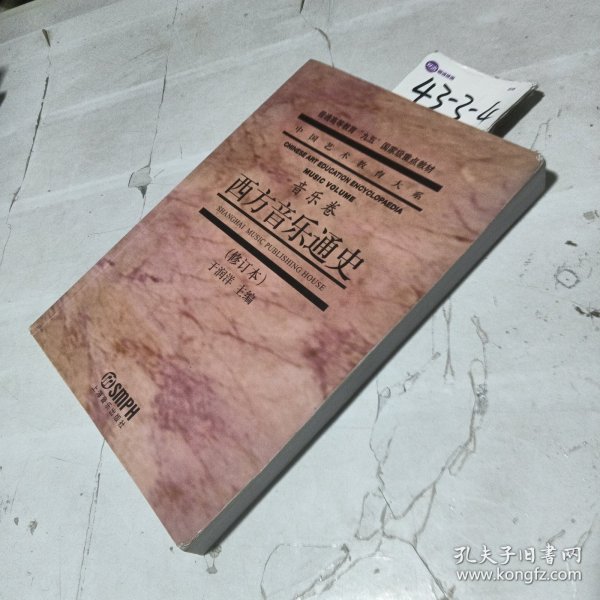 43-3-4
普通高等教育“九五”国家级重点教材
中国艺术教育大系
CHINESE ART EDUCATION ENCYCLOPAEDIA
MUSIC VOLUME
音乐卷
西方音乐通史
SHANGHAI MUSIC PUBLISHING HOUSE
(修订本)
于润洋 主编
SMPH
上海音乐出版社
孔夫子旧书网
www.kongfz.com